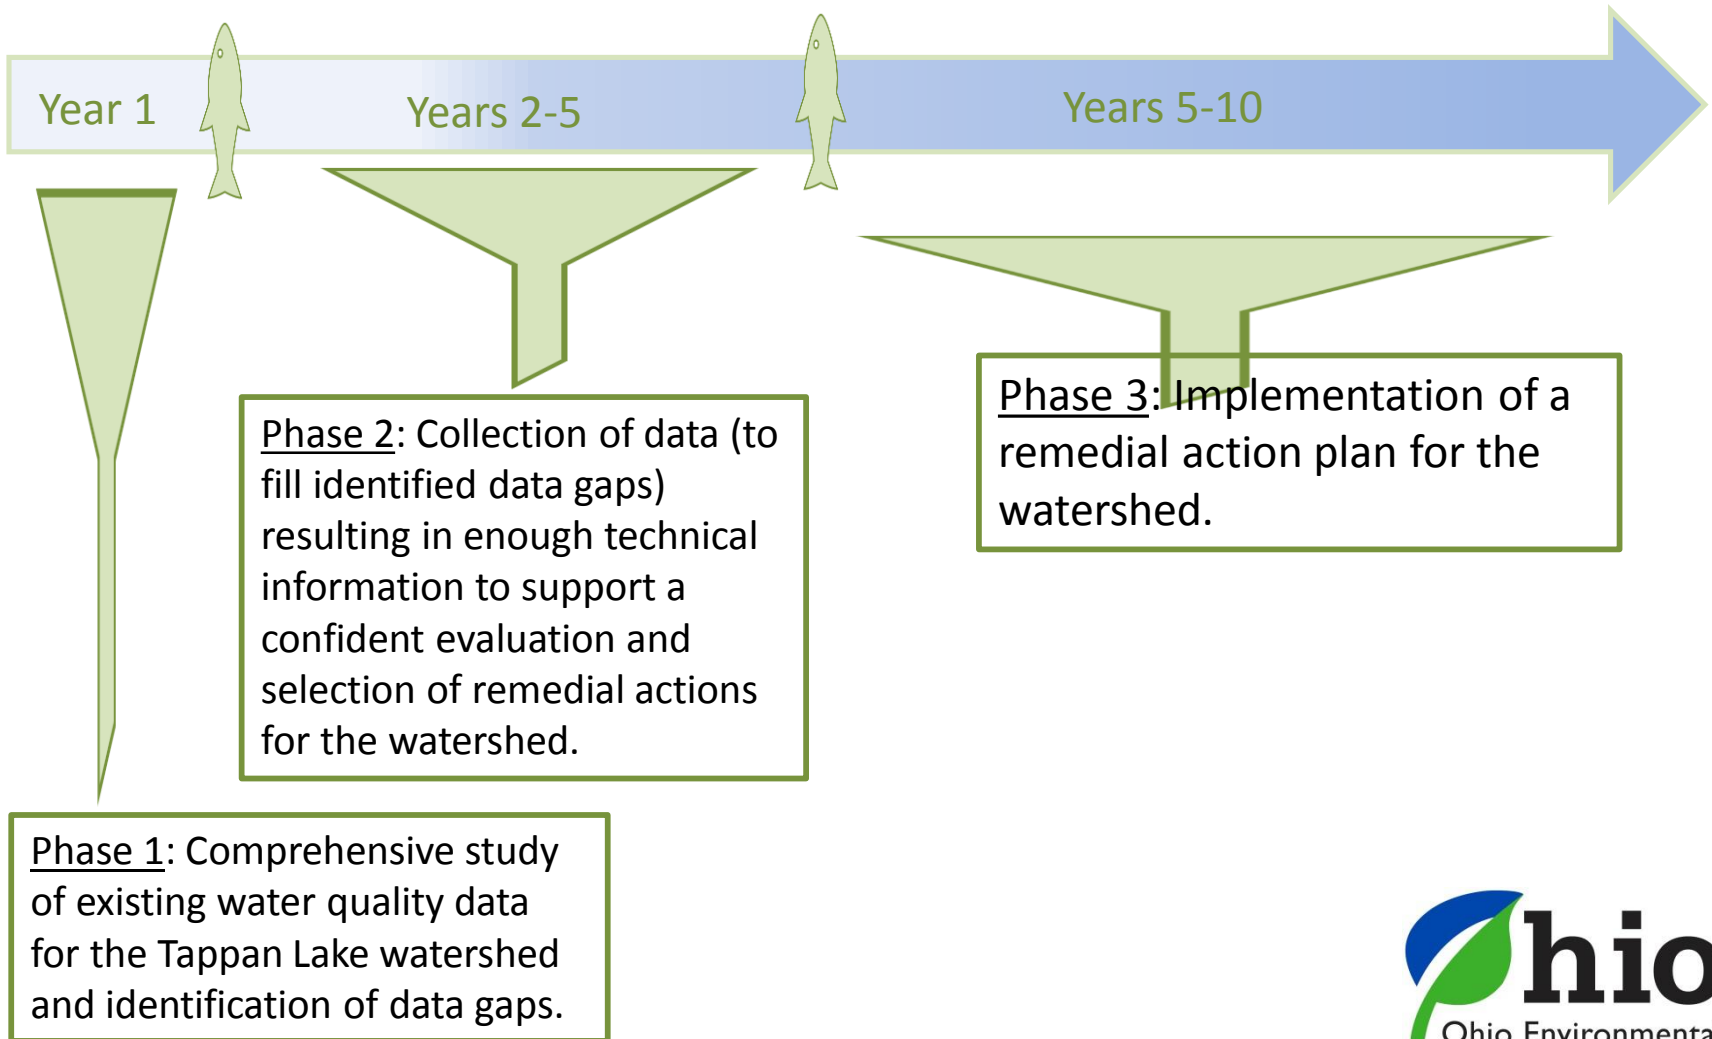 Year 1
Years 2-5
Years 5-10
Phase 2: Collection of data (to
fill identified data gaps)
resulting in enough technical
information to support a
confident evaluation and
selection of remedial actions
for the watershed.
Phase 3: Implementation of a
remedial action plan for the
watershed.
Phase 1: Comprehensive study
of existing water quality data
for the Tappan Lake watershed
and identification of data gaps.
hio
Ohio Environmenta